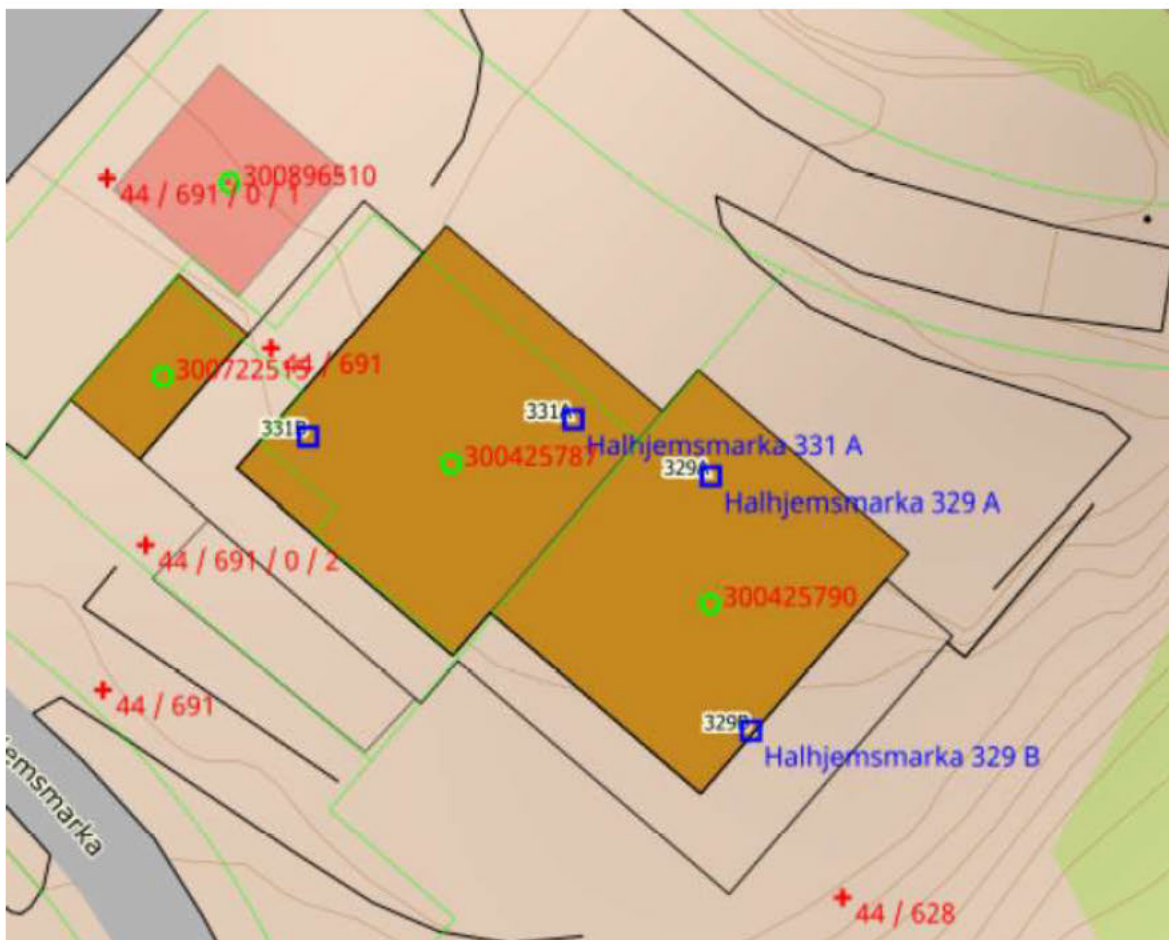 300896510
44 / 691 / 0 / 1
44 / 691
300722515
331B
331A
Halhjemsmarka 331 A
300425787
329A
Halhjemsmarka 329 A
44 / 691 / 0 / 2
300425790
44 / 691
329B
Halhjemsmarka 329 B
emsmarka
44 / 628